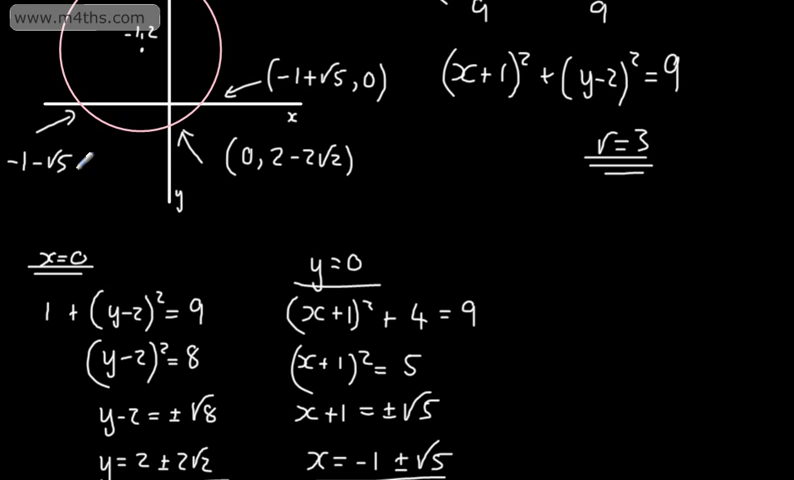 www.m4ths.com
9 9
-1,2
(-1+√5,0)
(x+1)²+(y-2)²=9
x
-1-√5
(0, 2-2√2)
r=3
y
x=0
y=0
1 + (y-2)² = 9
(x+1)² + 4 = 9
(y-2)² = 8
(x+1)² = 5
y-2 = ±√8
x+1 = ±√5
y = 2 ± 2√2
x = -1 ± √5